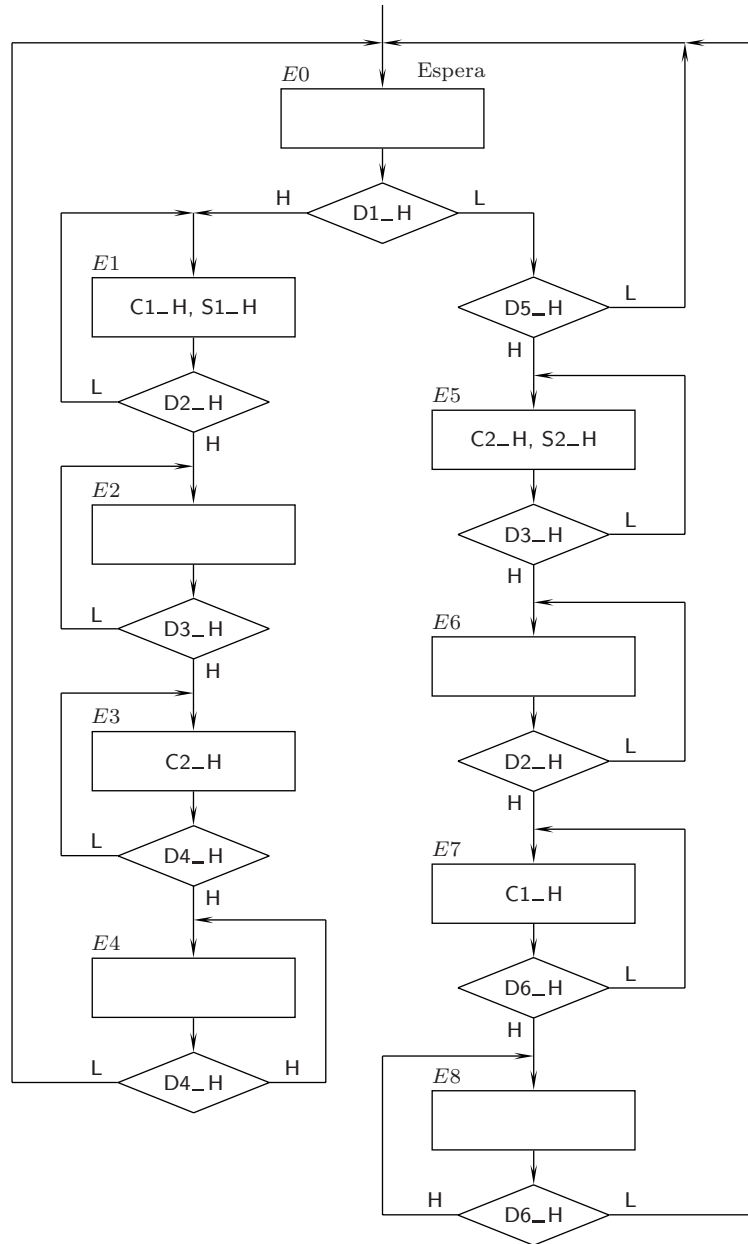 E0 Espera
H D1_H L
E1
C1_H, S1_H
D5_H L
H
L D2_H
H
E5
C2_H, S2_H
E2
D3_H L
H
L D3_H
H
E6
E3
C2_H
D2_H L
H
L D4_H
H
E7
C1_H
E4
D6_H L
H
L D4_H H
E8
H D6_H L